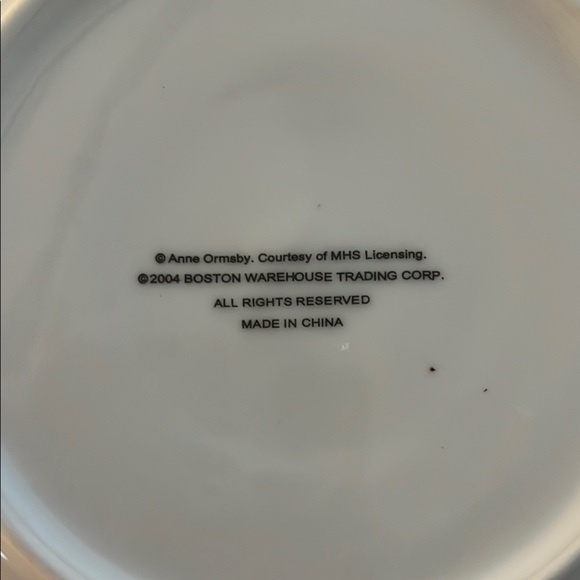 © Anne Ormsby. Courtesy of MHS Licensing.
©2004 BOSTON WAREHOUSE TRADING CORP.
ALL RIGHTS RESERVED
MADE IN CHINA